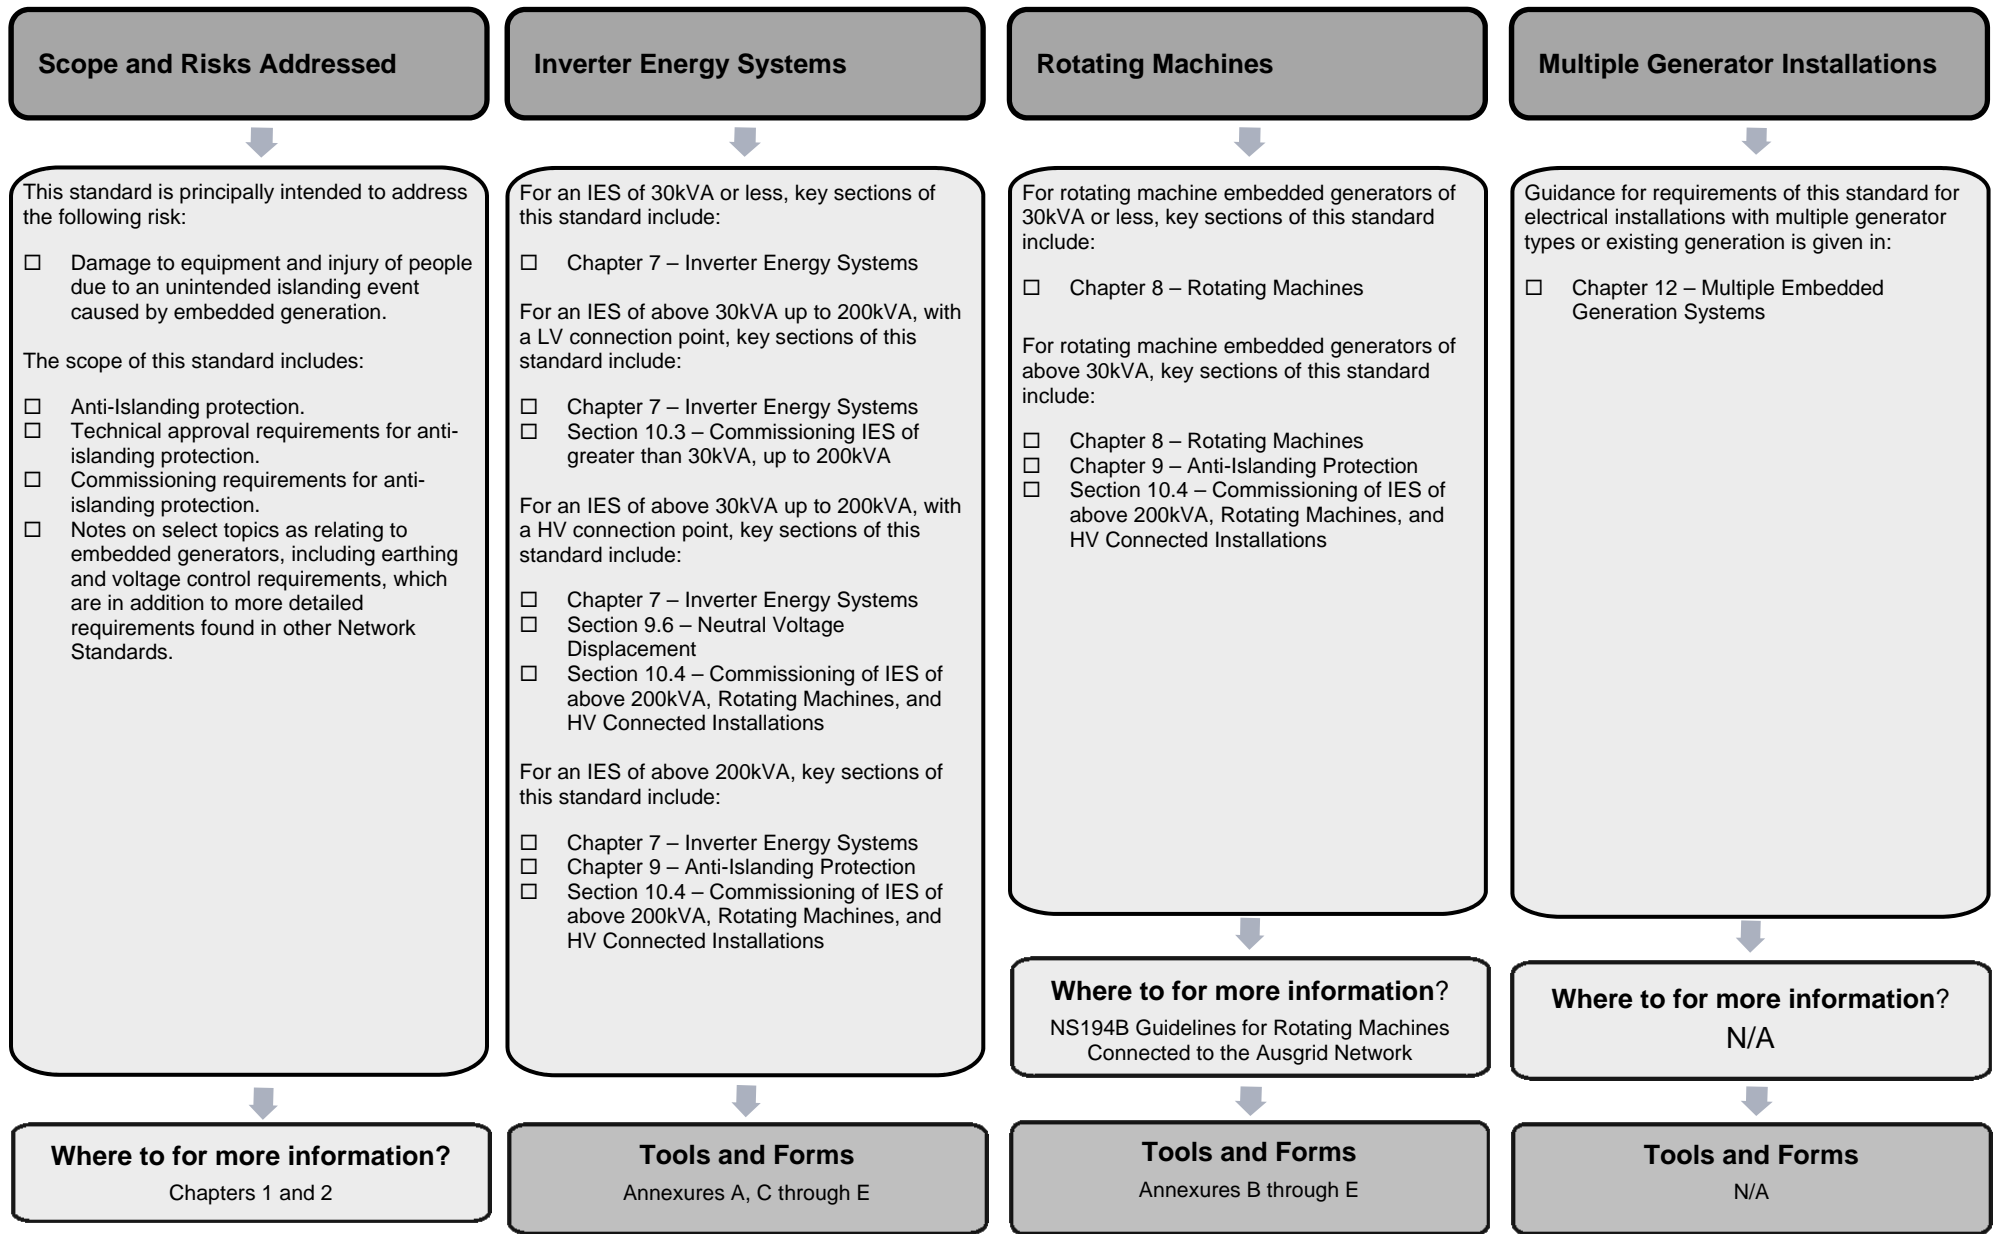 Scope and Risks Addressed
This standard is principally intended to address
the following risk:
☐ Damage to equipment and injury of people
due to an unintended islanding event
caused by embedded generation.
The scope of this standard includes:
☐ Anti-Islanding protection.
☐ Technical approval requirements for anti-
islanding protection.
☐ Commissioning requirements for anti-
islanding protection.
☐ Notes on select topics as relating to
embedded generators, including earthing
and voltage control requirements, which
are in addition to more detailed
requirements found in other Network
Standards.
Where to for more information?
Chapters 1 and 2
Inverter Energy Systems
For an IES of 30kVA or less, key sections of
this standard include:
☐ Chapter 7 – Inverter Energy Systems
For an IES of above 30kVA up to 200kVA, with
a LV connection point, key sections of this
standard include:
☐ Chapter 7 – Inverter Energy Systems
☐ Section 10.3 – Commissioning IES of
greater than 30kVA, up to 200kVA
For an IES of above 30kVA up to 200kVA, with
a HV connection point, key sections of this
standard include:
☐ Chapter 7 – Inverter Energy Systems
☐ Section 9.6 – Neutral Voltage
Displacement
☐ Section 10.4 – Commissioning of IES of
above 200kVA, Rotating Machines, and
HV Connected Installations
For an IES of above 200kVA, key sections of
this standard include:
☐ Chapter 7 – Inverter Energy Systems
☐ Chapter 9 – Anti-Islanding Protection
☐ Section 10.4 – Commissioning of IES of
above 200kVA, Rotating Machines, and
HV Connected Installations
Tools and Forms
Annexures A, C through E
Rotating Machines
For rotating machine embedded generators of
30kVA or less, key sections of this standard
include:
☐ Chapter 8 – Rotating Machines
For rotating machine embedded generators of
above 30kVA, key sections of this standard
include:
☐ Chapter 8 – Rotating Machines
☐ Chapter 9 – Anti-Islanding Protection
☐ Section 10.4 – Commissioning of IES of
above 200kVA, Rotating Machines, and
HV Connected Installations
Where to for more information?
NS194B Guidelines for Rotating Machines
Connected to the Ausgrid Network
Tools and Forms
Annexures B through E
Multiple Generator Installations
Guidance for requirements of this standard for
electrical installations with multiple generator
types or existing generation is given in:
☐ Chapter 12 – Multiple Embedded
Generation Systems
Where to for more information?
N/A
Tools and Forms
N/A